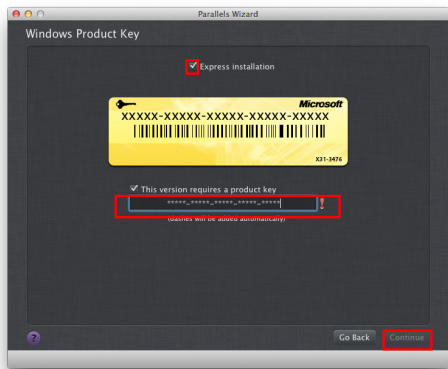 Parallels Wizard
Windows Product Key
Express installation
Microsoft
XXXXX-XXXXX-XXXXX-XXXXX-XXXXX
X31-3476
This version requires a product key
*****-*****-*****-*****-*****
!
(dashes will be added automatically)
?
Go Back
Continue